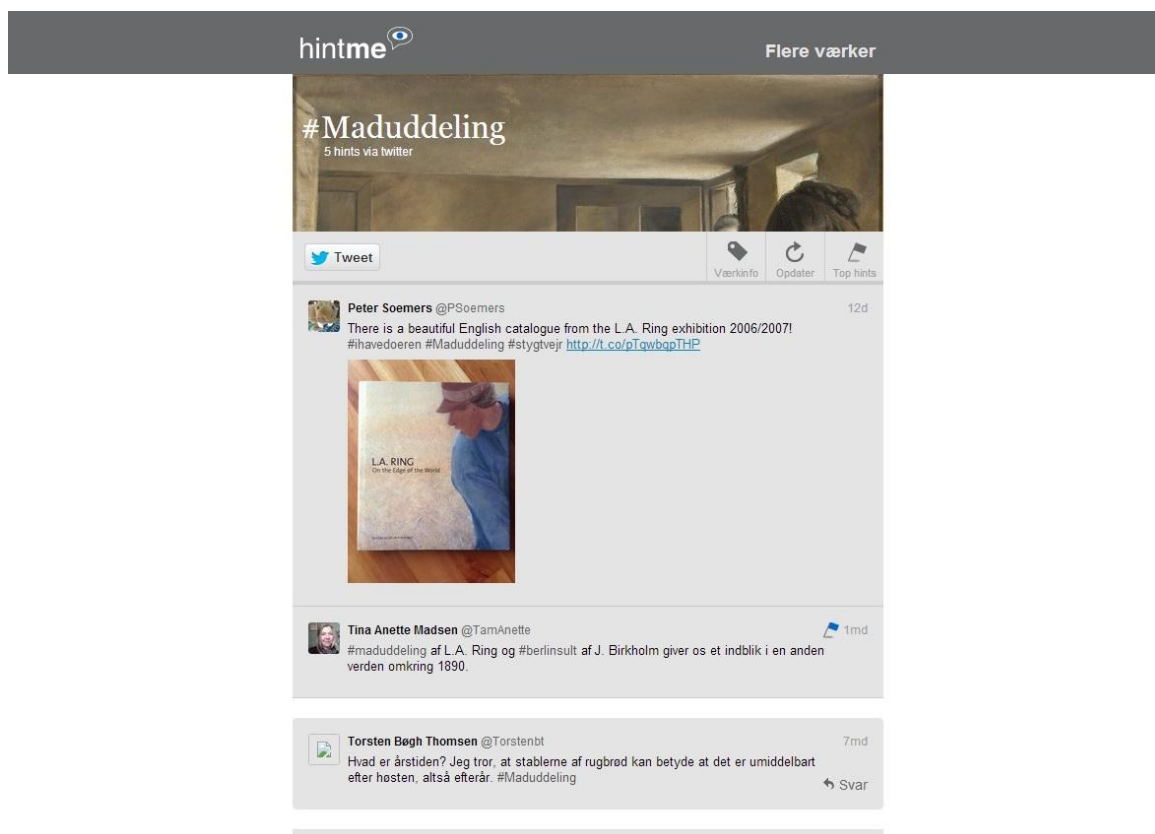 hintme
Flere værker
#Maduddeling
5 hints via twitter
Tweet
Værkinfo
Opdater
Top hints
Peter Soemers @PSoemers
12d
There is a beautiful English catalogue from the L.A. Ring exhibition 2006/2007!
#ihavedoeren #Maduddeling #stygtvejr http://t.co/pTqwbqpTHP
L.A. RING
On the Edge of the World
Tina Anette Madsen @TamAnette
1md
#maduddeling af L.A. Ring og #berlinsult af J. Birkholm giver os et indblik i en anden
verden omkring 1890.
Torsten Bøgh Thomsen @Torstenbt
7md
Hvad er årstiden? Jeg tror, at stablerne af rugbrød kan betyde at det er umiddelbart
efter høsten, altså efterår. #Maduddeling
Svar